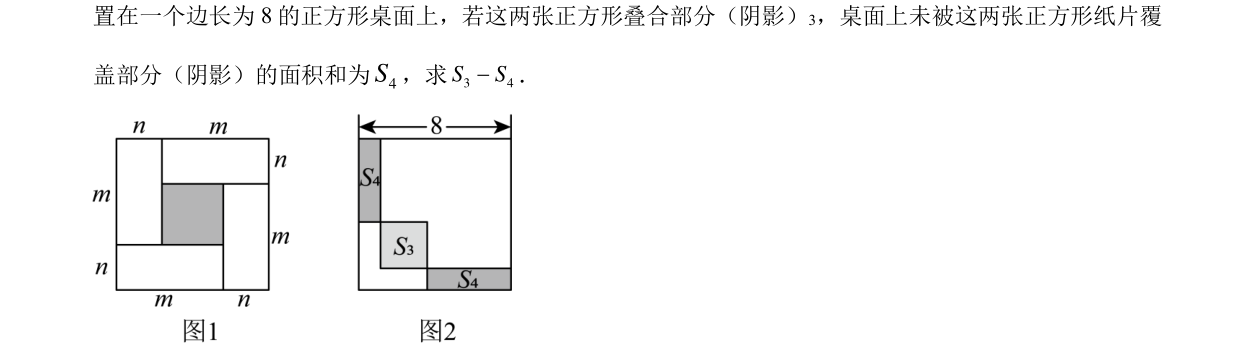 置在一个边长为 8 的正方形桌面上，若这两张正方形叠合部分（阴影）3，桌面上未被这两张正方形纸片覆
盖部分（阴影）的面积和为 S₄，求 S₃ − S₄．
n m
n
m
m
n
m n
图1
8
S₄
S₃
S₄
图2